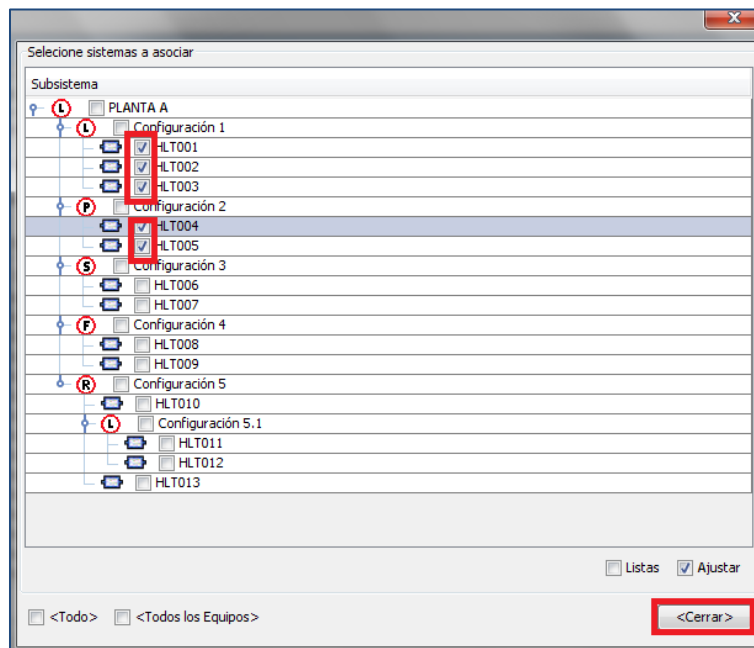 X
Selecione sistemas a asociar
Subsistema
L PLANTA A
L Configuración 1
HLT001
HLT002
HLT003
P Configuración 2
HLT004
HLT005
S Configuración 3
HLT006
HLT007
F Configuración 4
HLT008
HLT009
R Configuración 5
HLT010
L Configuración 5.1
HLT011
HLT012
HLT013
Listas Ajustar
<Todo> <Todos los Equipos> <Cerrar>